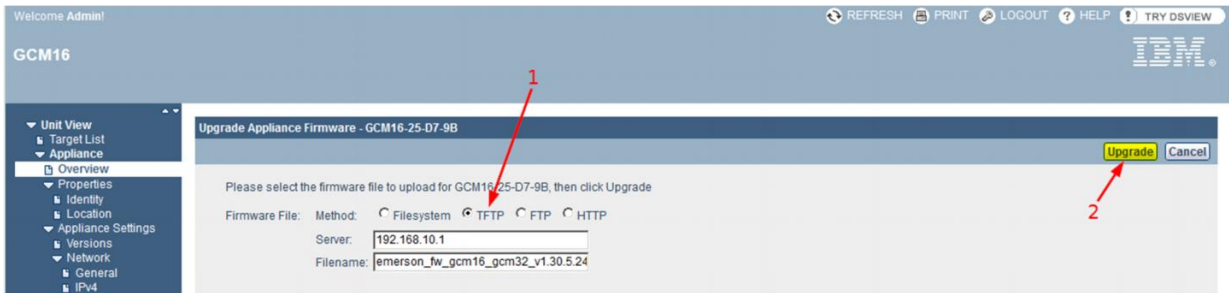 Welcome Admin!
REFRESH PRINT LOGOUT ? HELP ! TRY DSVIEW
GCM16
IBM.
1
Unit View
Target List
Appliance
Overview
Properties
Identity
Location
Appliance Settings
Versions
Network
General
IPv4
Upgrade Appliance Firmware - GCM16-25-D7-9B
Upgrade Cancel
2
Please select the firmware file to upload for GCM16-25-D7-9B, then click Upgrade
Firmware File: Method: Filesystem TFTP FTP HTTP
Server: 192.168.10.1
Filename: emerson_fw_gcm16_gcm32_v1.30.5.24